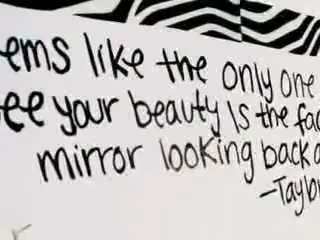 ems like the only one
ee your beauty Is the fac
mirror looking back a
-Taylo